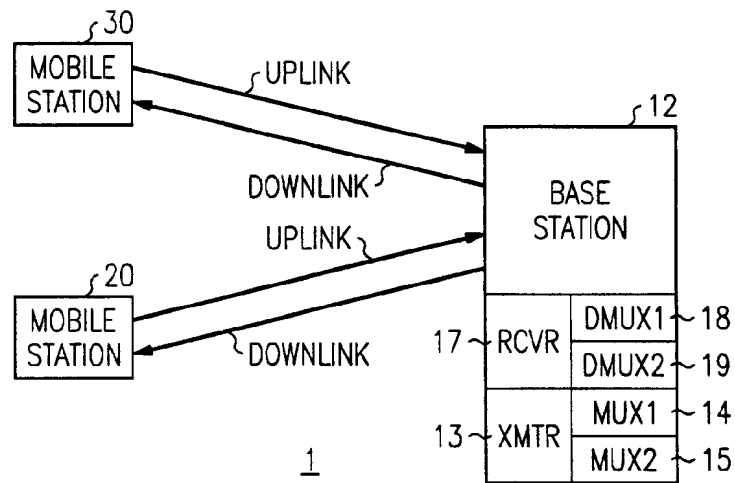 30
MOBILE
STATION
UPLINK
12
DOWNLINK
BASE
STATION
UPLINK
20
MOBILE
STATION
DOWNLINK
17 RCVR
DMUX1 18
DMUX2 19
13 XMTR
MUX1 14
MUX2 15
1